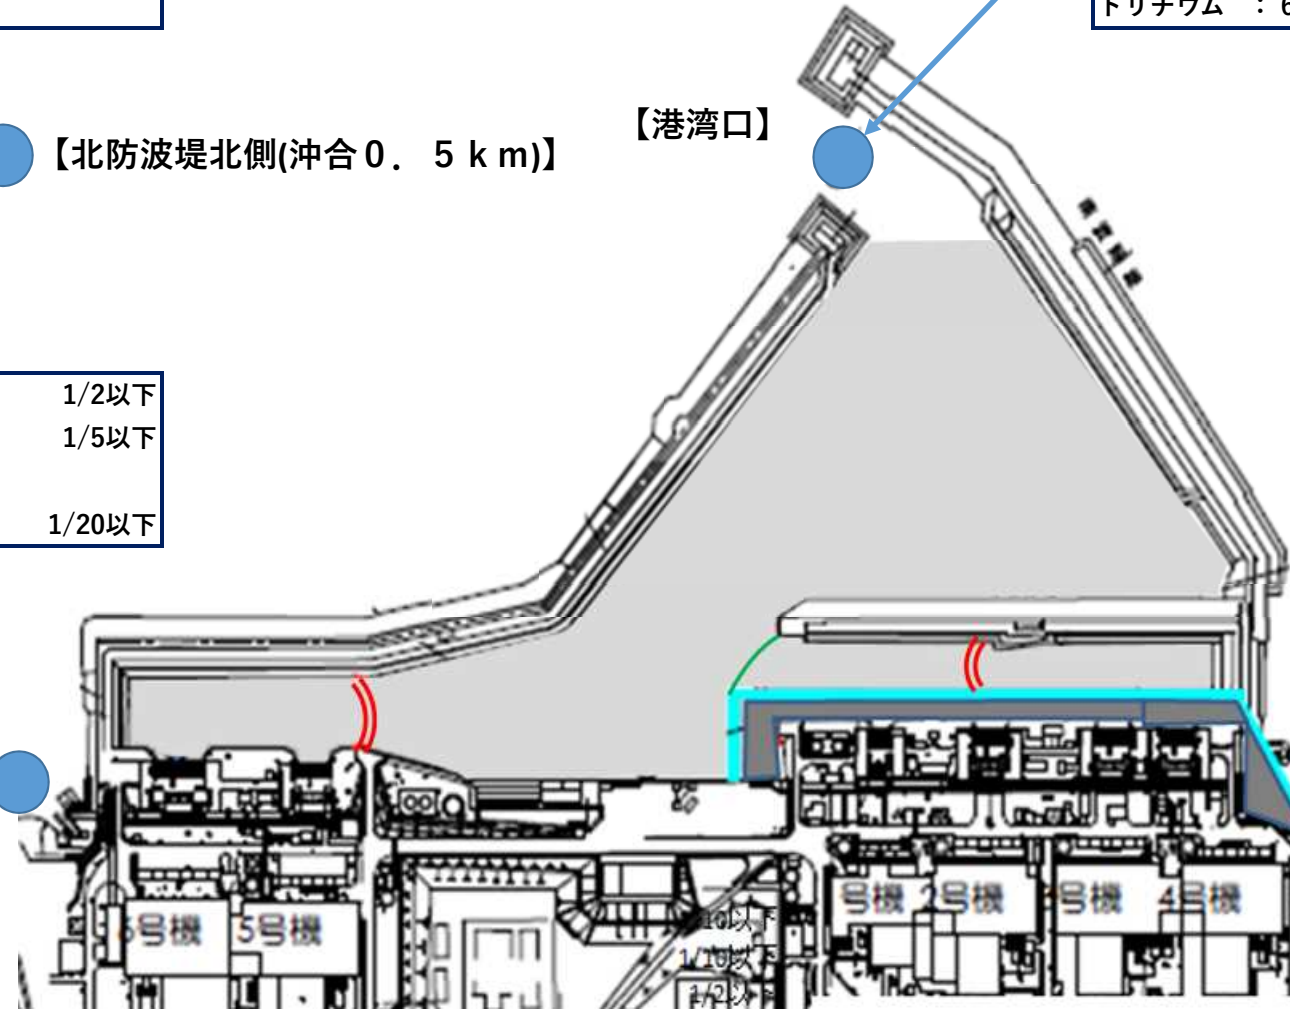 トリチウム ：6
【港湾口】
【北防波堤北側(沖合０．５ｋｍ)】
1/2以下
1/5以下
1/20以下
号機 2号機 号機 4号機
6号機 5号機
10以下
1/10以下
1/2以下